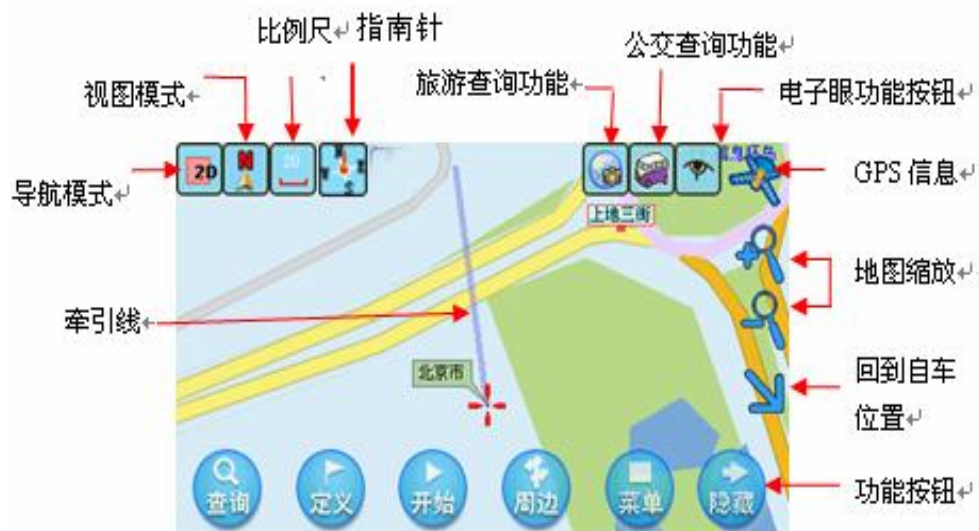 比例尺 指南针
公交查询功能
视图模式
旅游查询功能
电子眼功能按钮
导航模式
2D
N
S
GPS 信息
上地三街
地图缩放
牵引线
北京市
回到自车
位置
查询
定义
开始
周边
菜单
隐藏
功能按钮